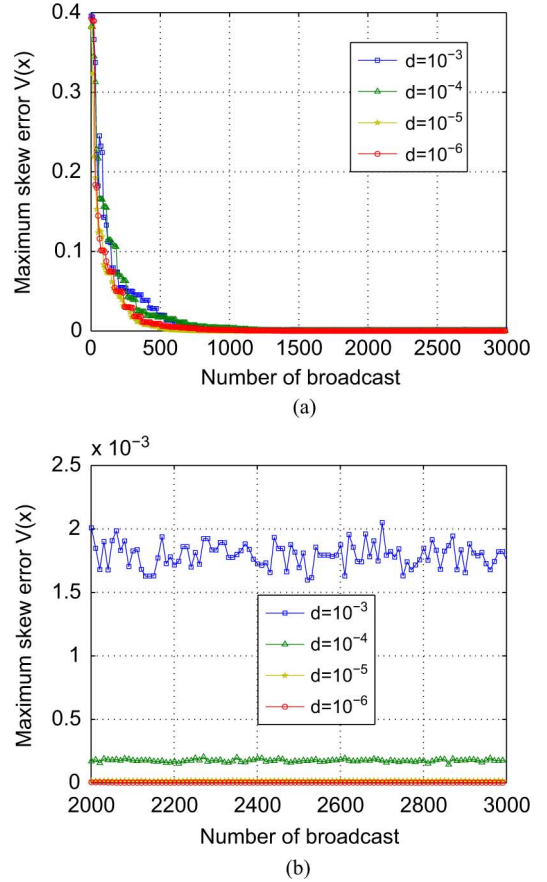 0.4
0.3
0.2
0.1
0
Maximum skew error V(x)
d=10⁻³
d=10⁻⁴
d=10⁻⁵
d=10⁻⁶
0 500 1000 1500 2000 2500 3000
Number of broadcast
(a)
x 10⁻³
2.5
2
1.5
1
0.5
0
Maximum skew error V(x)
d=10⁻³
d=10⁻⁴
d=10⁻⁵
d=10⁻⁶
2000 2200 2400 2600 2800 3000
Number of broadcast
(b)